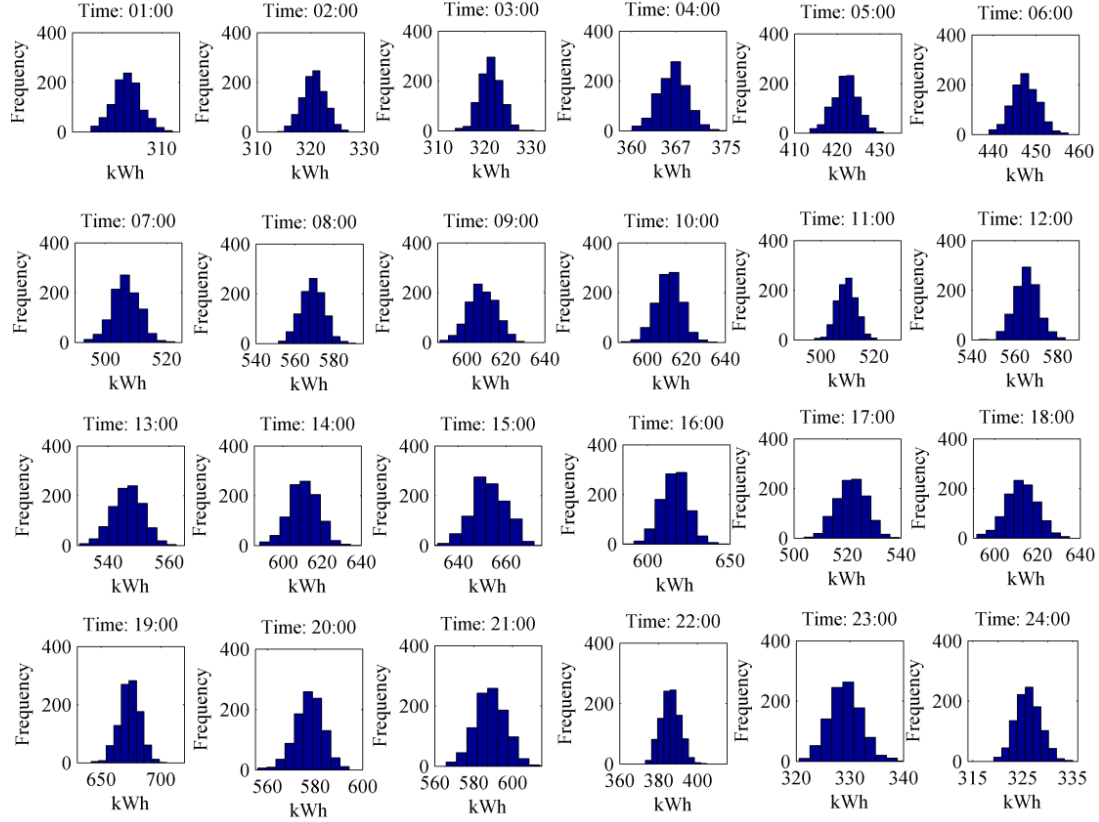 Time: 01:00 Time: 02:00 Time: 03:00 Time: 04:00 Time: 05:00 Time: 06:00
400 400 400 400 400 400
Frequency Frequency Frequency Frequency Frequency Frequency
200 200 200 200 200 200
0 0 0 0 0 0
310 310 320 330 310 320 330 360 367 375 410 420 430 440 450 460
kWh kWh kWh kWh kWh kWh
Time: 07:00 Time: 08:00 Time: 09:00 Time: 10:00 Time: 11:00 Time: 12:00
400 400 400 400 400 400
Frequency Frequency Frequency Frequency Frequency Frequency
200 200 200 200 200 200
0 0 0 0 0 0
500 520 540 560 580 600 620 640 600 620 640 500 520 540 560 580
kWh kWh kWh kWh kWh kWh
Time: 13:00 Time: 14:00 Time: 15:00 Time: 16:00 Time: 17:00 Time: 18:00
400 400 400 400 400 400
Frequency Frequency Frequency Frequency Frequency Frequency
200 200 200 200 200 200
0 0 0 0 0 0
540 560 600 620 640 640 660 600 650 500 520 540 600 620 640
kWh kWh kWh kWh kWh kWh
Time: 19:00 Time: 20:00 Time: 21:00 Time: 22:00 Time: 23:00 Time: 24:00
400 400 400 400 400 400
Frequency Frequency Frequency Frequency Frequency Frequency
200 200 200 200 200 200
0 0 0 0 0 0
650 700 560 580 600 560 580 600 360 380 400 320 330 340 315 325 335
kWh kWh kWh kWh kWh kWh